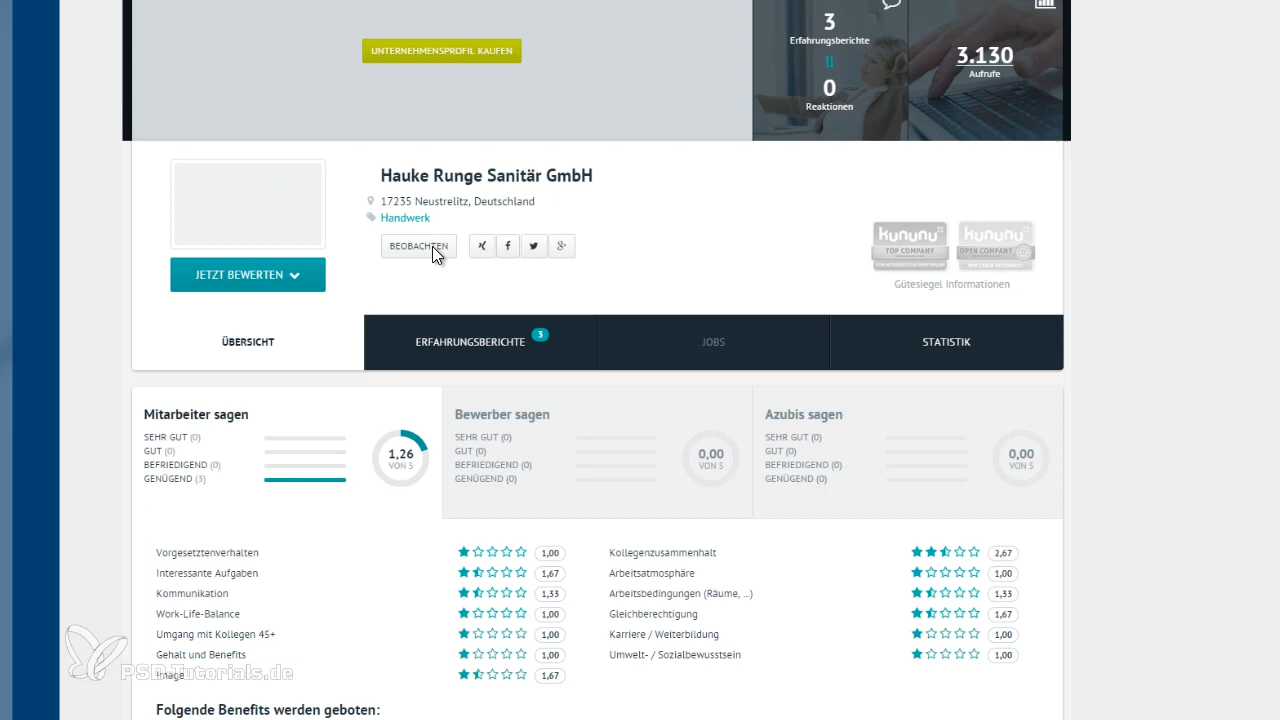 UNTERNEHMENSPROFIL KAUFEN
3
Erfahrungsberichte
0
Reaktionen
3.130
Aufrufe
Hauke Runge Sanitär GmbH
17235 Neustrelitz, Deutschland
Handwerk
BEOBACHTEN
JETZT BEWERTEN
kununu
TOP COMPANY
kununu
OPEN COMPANY
Gütesiegel Informationen
ÜBERSICHT
ERFAHRUNGSBERICHTE 3
JOBS
STATISTIK
Mitarbeiter sagen
SEHR GUT (0)
GUT (0)
BEFRIEDIGEND (0)
GENÜGEND (3)
1,26
VON 5
Bewerber sagen
SEHR GUT (0)
GUT (0)
BEFRIEDIGEND (0)
GENÜGEND (0)
0,00
VON 5
Azubis sagen
SEHR GUT (0)
GUT (0)
BEFRIEDIGEND (0)
GENÜGEND (0)
0,00
VON 5
Vorgesetztenverhalten 1,00
Interessante Aufgaben 1,67
Kommunikation 1,33
Work-Life-Balance 1,00
Umgang mit Kollegen 45+ 1,00
Gehalt und Benefits 1,00
Image 1,67
Kollegenzusammenhalt 2,67
Arbeitsatmosphäre 1,00
Arbeitsbedingungen (Räume, ...) 1,33
Gleichberechtigung 1,67
Karriere / Weiterbildung 1,00
Umwelt- / Sozialbewusstsein 1,00
PSD-Tutorials.de
Folgende Benefits werden geboten: